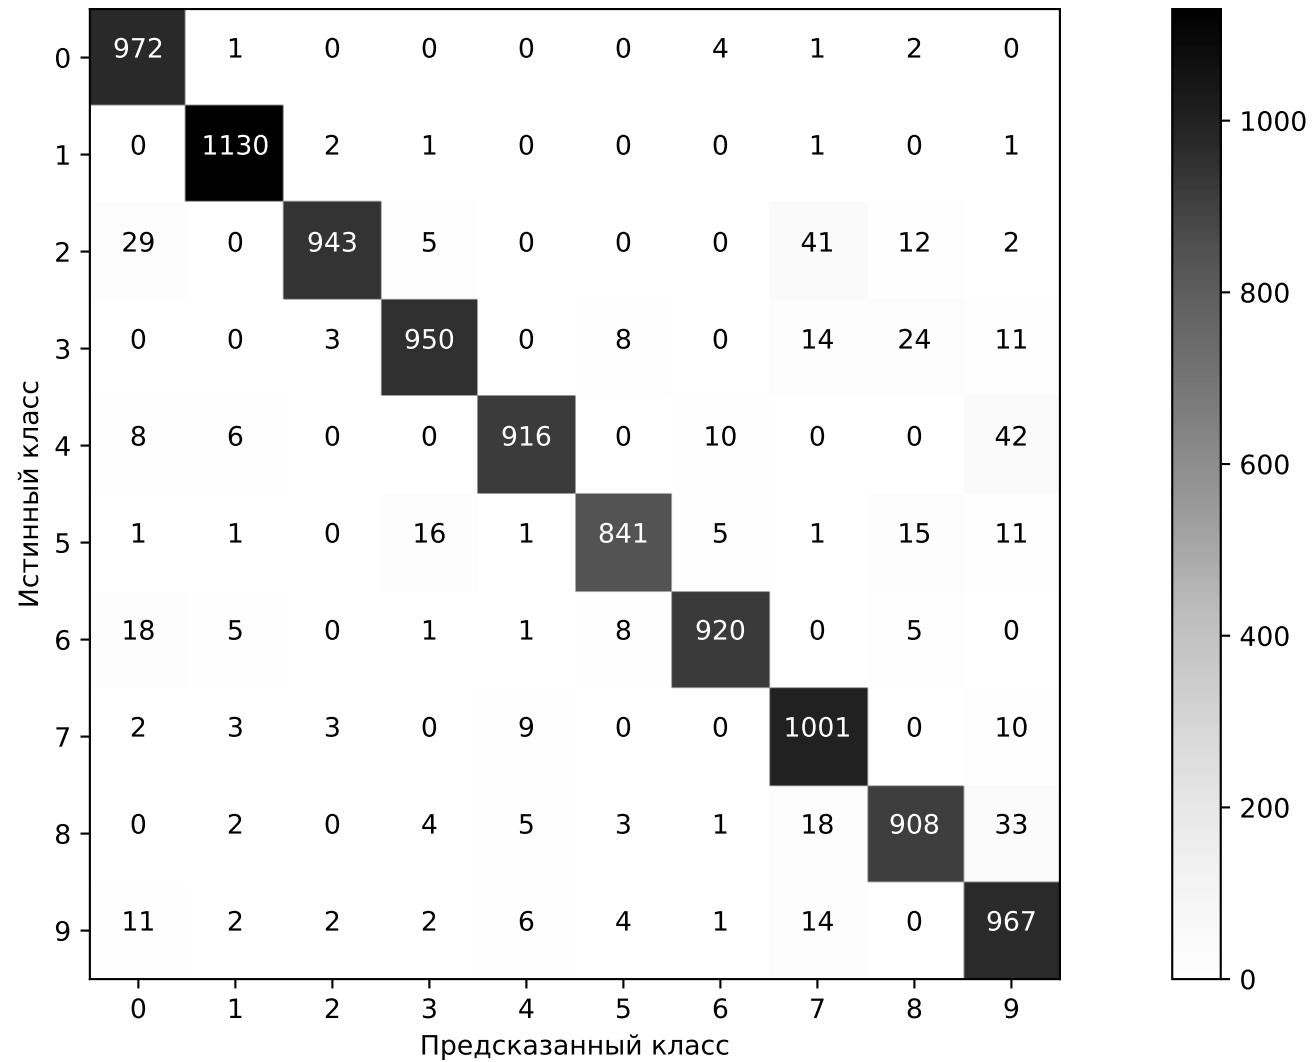 0 972 1 0 0 0 0 4 1 2 0
1 0 1130 2 1 0 0 0 1 0 1
2 29 0 943 5 0 0 0 41 12 2
3 0 0 3 950 0 8 0 14 24 11
4 8 6 0 0 916 0 10 0 0 42
5 1 1 0 16 1 841 5 1 15 11
6 18 5 0 1 1 8 920 0 5 0
7 2 3 3 0 9 0 0 1001 0 10
8 0 2 0 4 5 3 1 18 908 33
9 11 2 2 2 6 4 1 14 0 967
0 1 2 3 4 5 6 7 8 9
Предсказанный класс
Истинный класс
1000
800
600
400
200
0